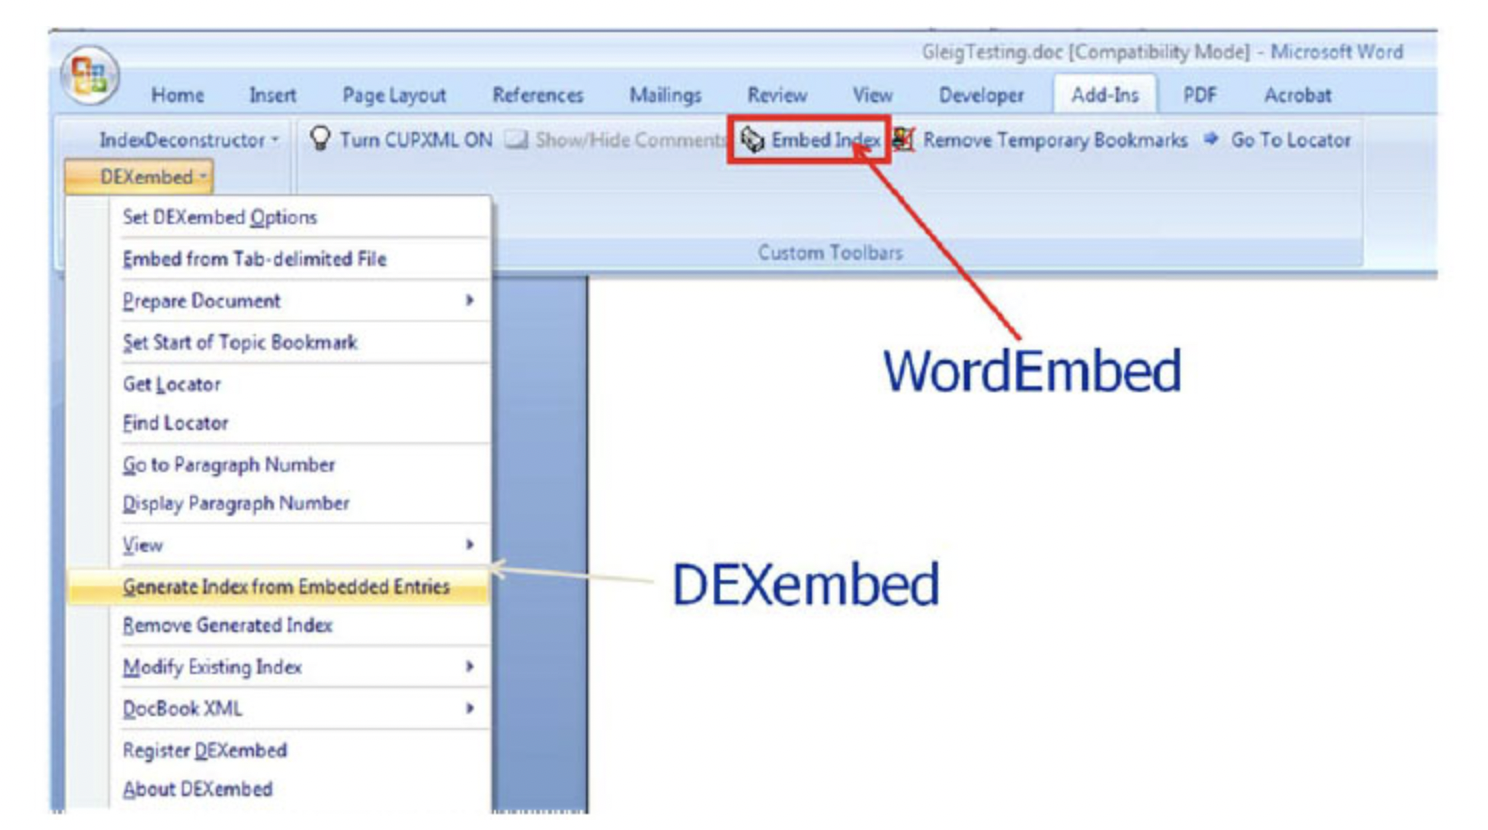 GleigTesting.doc [Compatibility Mode] - Microsoft Word
Home Insert Page Layout References Mailings Review View Developer Add-Ins PDF Acrobat
IndexDeconstructor Turn CUPXML ON Show/Hide Comments Embed Index Remove Temporary Bookmarks Go To Locator
DEXembed
Set DEXembed Options
Custom Toolbars
Embed from Tab-delimited File
Prepare Document
Set Start of Topic Bookmark
Get Locator
Find Locator
Go to Paragraph Number
Display Paragraph Number
View
Generate Index from Embedded Entries
Remove Generated Index
Modify Existing Index
DocBook XML
Register DEXembed
About DEXembed
WordEmbed
DEXembed